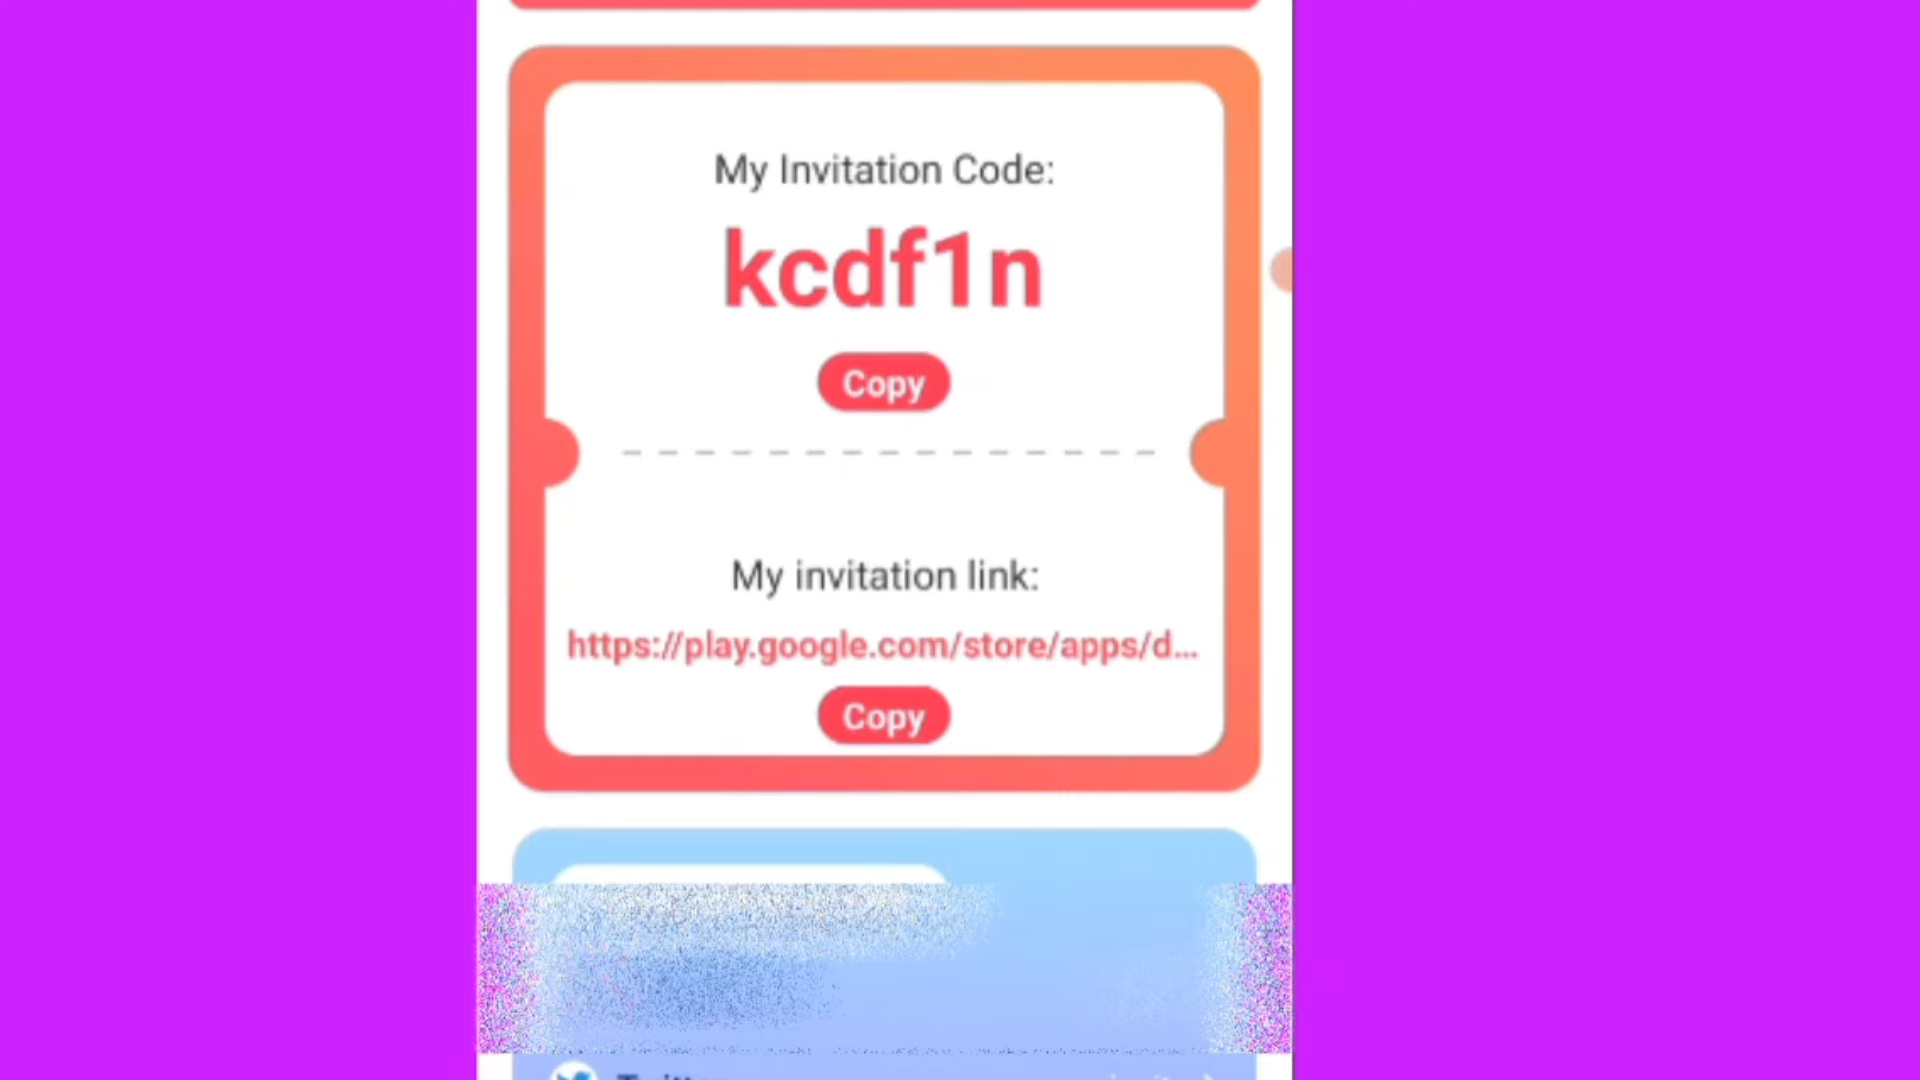 My Invitation Code:
kcdf1n
Copy
My invitation link:
https://play.google.com/store/apps/d...
Copy